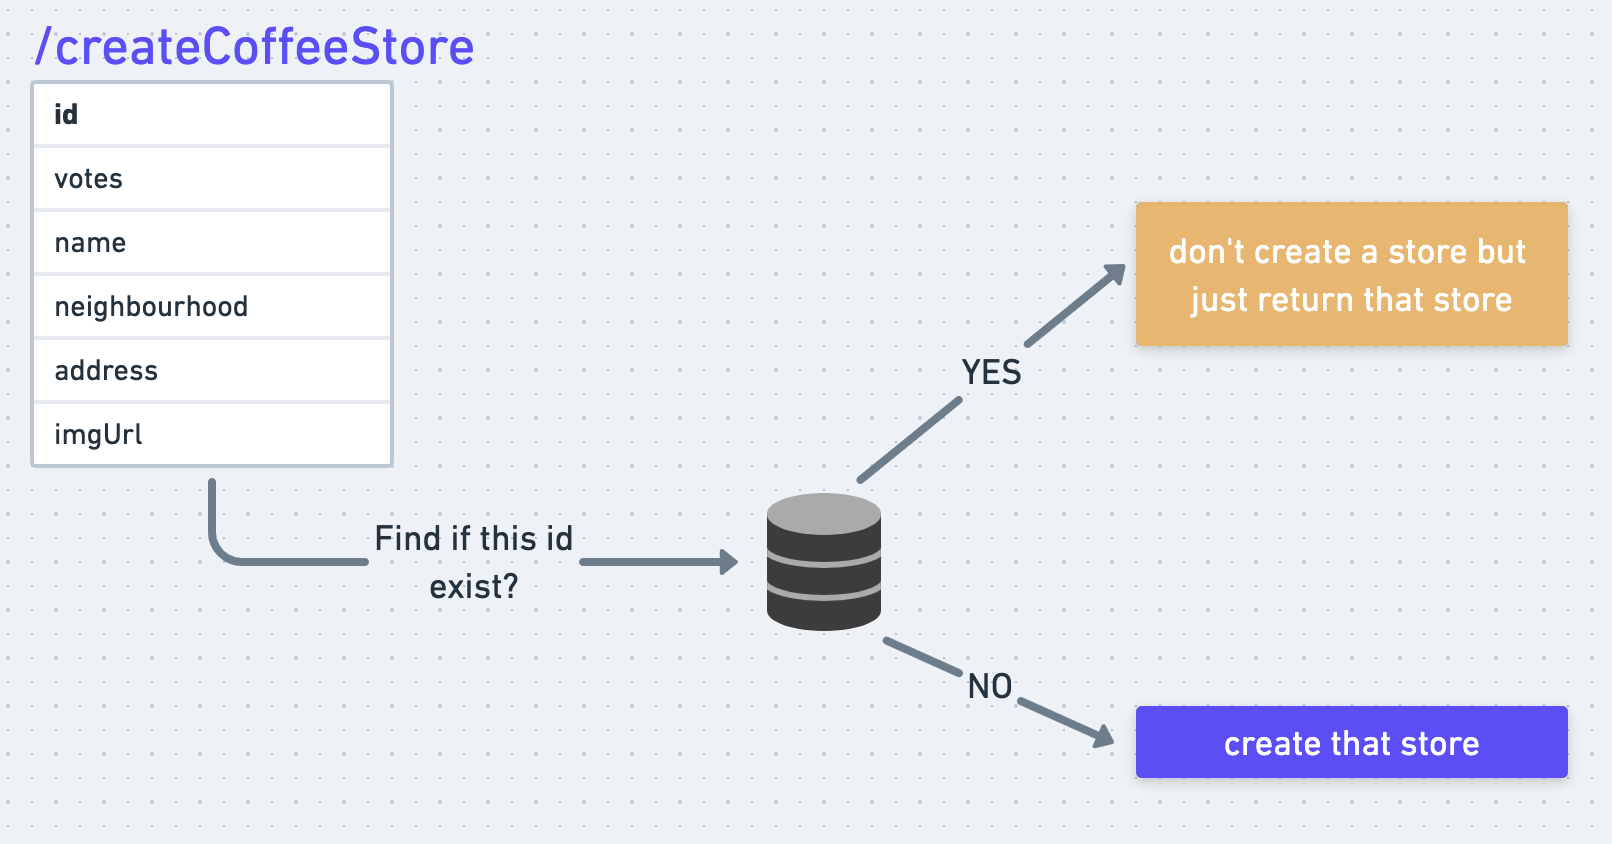 /createCoffeeStore
id
votes
name
neighbourhood
address
imgUrl
Find if this id
exist?
YES
don't create a store but
just return that store
NO
create that store